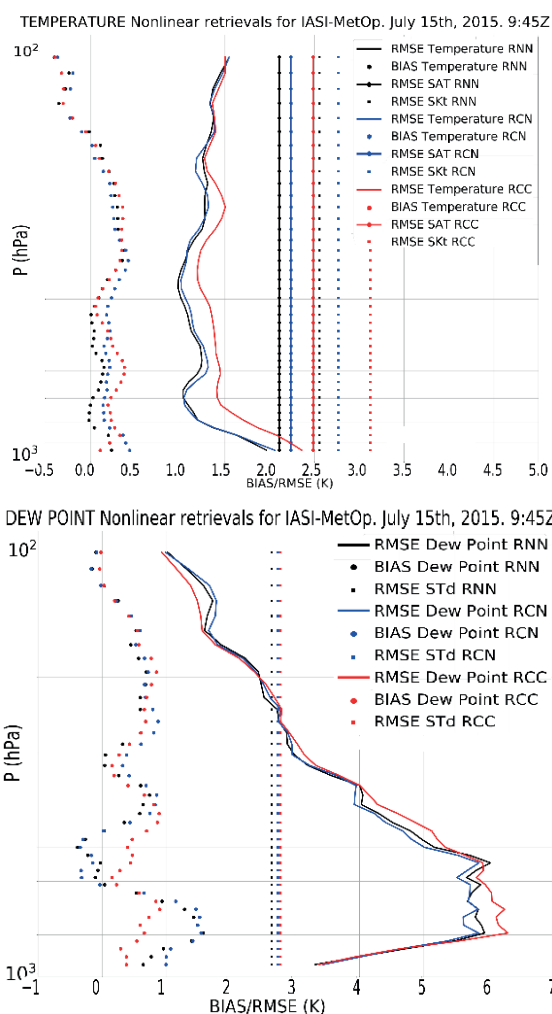 TEMPERATURE Nonlinear retrievals for IASI-MetOp. July 15th, 2015. 9:45Z
10²
RMSE Temperature RNN
BIAS Temperature RNN
RMSE SAT RNN
RMSE SKt RNN
RMSE Temperature RCN
BIAS Temperature RCN
RMSE SAT RCN
RMSE SKt RCN
RMSE Temperature RCC
BIAS Temperature RCC
RMSE SAT RCC
RMSE SKt RCC
P (hPa)
10³
−0.5 0.0 0.5 1.0 1.5 2.0 2.5 3.0 3.5 4.0 4.5 5.0
BIAS/RMSE (K)
DEW POINT Nonlinear retrievals for IASI-MetOp. July 15th, 2015. 9:45Z
10²
RMSE Dew Point RNN
BIAS Dew Point RNN
RMSE STd RNN
RMSE Dew Point RCN
BIAS Dew Point RCN
RMSE STd RCN
RMSE Dew Point RCC
BIAS Dew Point RCC
RMSE STd RCC
P (hPa)
10³
−1 0 1 2 3 4 5 6 7
BIAS/RMSE (K)